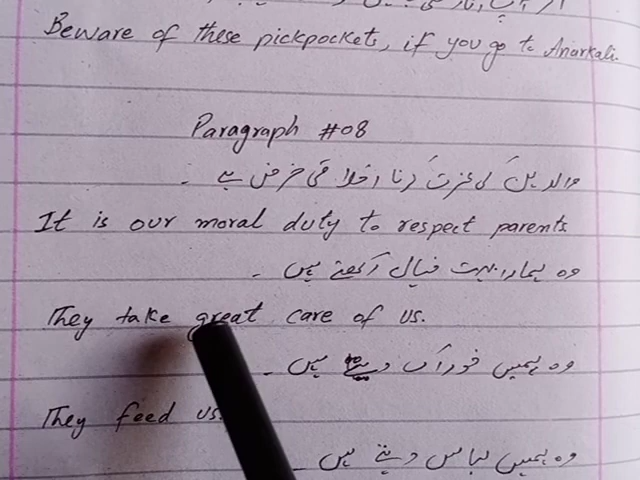 Beware of these pickpockets, if you go to Anarkali.
Paragraph #08
والدین کی عزت کرنا اخلاقی فرض ہے ۔
It is our moral duty to respect parents
وہ ہمارا بہت خیال رکھتے ہیں ۔
They take great care of us.
وہ ہمیں خوراک دیتے ہیں ۔
They feed us.
وہ ہمیں لباس دیتے ہیں ۔